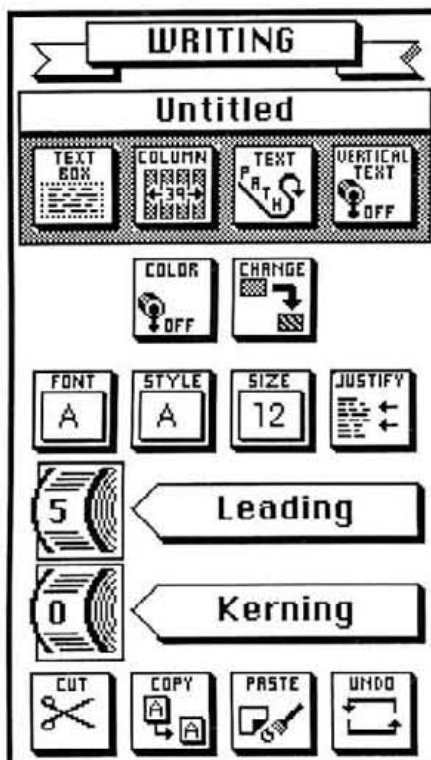 WRITING
Untitled
TEXT BOX
COLUMN
39
TEXT
PATH
VERTICAL TEXT
OFF
COLOR
OFF
CHANGE
FONT
A
STYLE
A
SIZE
12
JUSTIFY
5
Leading
0
Kerning
CUT
COPY
A
A
PASTE
UNDO